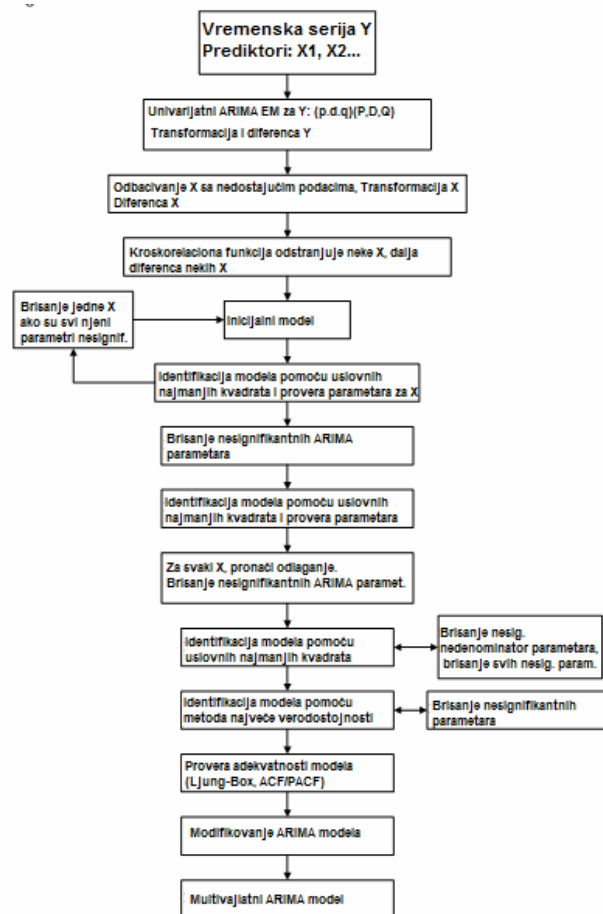 Vremenska serija Y
Prediktori: X1, X2...
Univarijatni ARIMA EM za Y: (p.d.q)(P,D,Q)
Transformacija i diferenca Y
Odbacivanje X sa nedostajućim podacima, Transformacija X
Diferenca X
Kroskorelaciona funkcija odstranjuje neke X, dalja
diferenca nekih X
Brisanje jedne X
ako su svi njeni
parametri nesignif.
Inicijalni model
Identifikacija modela pomoću uslovnih
najmanjih kvadrata i provera parametara za X
Brisanje nesignifikantnih ARIMA
parametara
Identifikacija modela pomoću uslovnih
najmanjih kvadrata i provera parametara
Za svaki X, pronaći odlaganje.
Brisanje nesignifikantnih ARIMA paramet.
Identifikacija modela pomoću
uslovnih najmanjih kvadrata
Brisanje nesig.
nedenominator parametara,
brisanje svih nesig. param.
Identifikacija modela pomoću
metoda najveće verodostojnosti
Brisanje nesignifikantnih
parametara
Provera adekvatnosti modela
(Ljung-Box, ACF/PACF)
Modifikovanje ARIMA modela
Multivajiatni ARIMA model